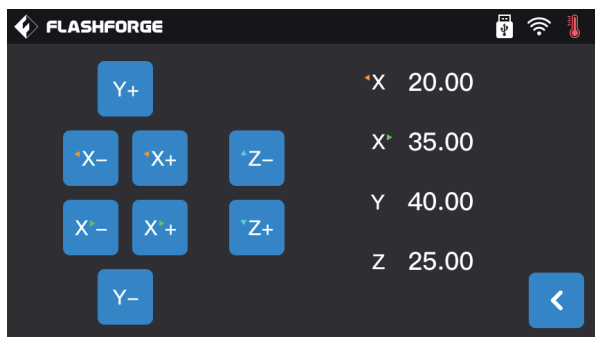 FLASHFORGE
Y+
X– X+ Z–
X– X+ Z+
Y–
X 20.00
X 35.00
Y 40.00
Z 25.00